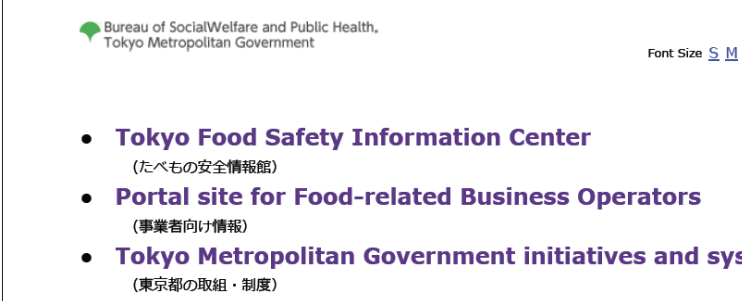 Bureau of SocialWelfare and Public Health,
Tokyo Metropolitan Government
Font Size S M
Tokyo Food Safety Information Center
（たべもの安全情報館）
Portal site for Food-related Business Operators
（事業者向け情報）
Tokyo Metropolitan Government initiatives and sys
（東京都の取組・制度）